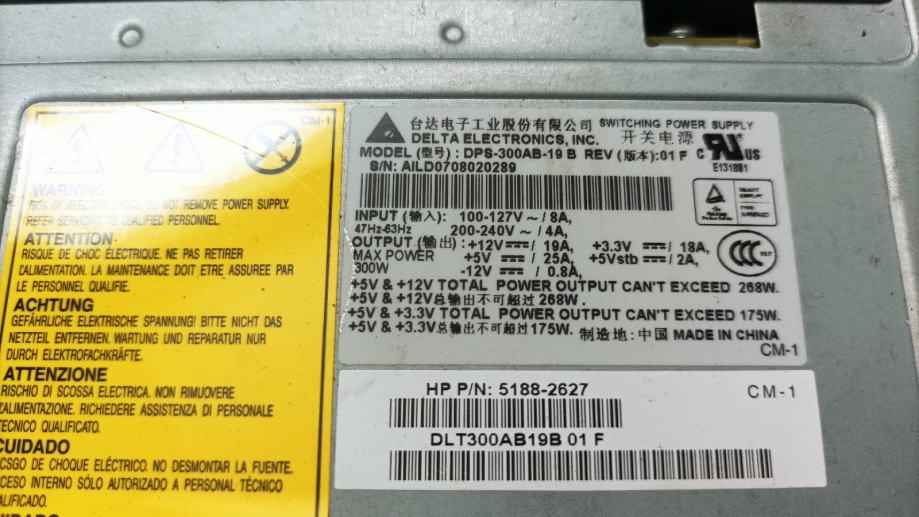 CM-1
WARNING
RISK OF ELECTRIC SHOCK, DO NOT REMOVE POWER SUPPLY.
REFER SERVICING TO QUALIFIED PERSONNEL.
ATTENTION
RISQUE DE CHOC ELECTRIQUE. NE PAS RETIRER
L'ALIMENTATION. LA MAINTENANCE DOIT ETRE ASSUREE PAR
LE PERSONNEL QUALIFIE.
ACHTUNG
GEFÄHRLICHE ELEKTRISCHE SPANNUNG! BITTE NICHT DAS
NETZTEIL ENTFERNEN. WARTUNG UND REPARATUR NUR
DURCH ELEKTROFACHKRÄFTE.
ATTENZIONE
RISCHIO DI SCOSSA ELECTRICA. NON RIMUOVERE
L'ALIMENTAZIONE. RICHIEDERE ASSISTENZA DI PERSONALE
TECNICO QUALIFICATO.
CUIDADO
CSGO DE CHOQUE ELÉCTRICO. NO DESMONTAR LA FUENTE.
CCESO INTERNO SÓLO AUTORIZADO A PERSONAL TÉCNICO
ALIFICADO.
台达电子工业股份有限公司 SWITCHING POWER SUPPLY
DELTA ELECTRONICS, INC. 开关电源
MODEL (型号): DPS-300AB-19 B REV (版本):01 F
S/N: AILD0708020289
C UL US
E131881
INPUT (输入): 100-127V ~ / 8A,
47Hz-63Hz 200-240V ~ / 4A,
OUTPUT (输出): +12V / 19A, +3.3V / 18A,
MAX POWER +5V / 25A, +5Vstb / 2A,
300W -12V / 0.8A,
CCC
+5V & +12V TOTAL POWER OUTPUT CAN'T EXCEED 268W.
+5V & +12V总输出不可超过268W.
+5V & +3.3V TOTAL POWER OUTPUT CAN'T EXCEED 175W.
+5V & +3.3V总输出不可超过175W. 制造地:中国 MADE IN CHINA
CM-1
HP P/N: 5188-2627 CM-1
DLT300AB19B 01 F